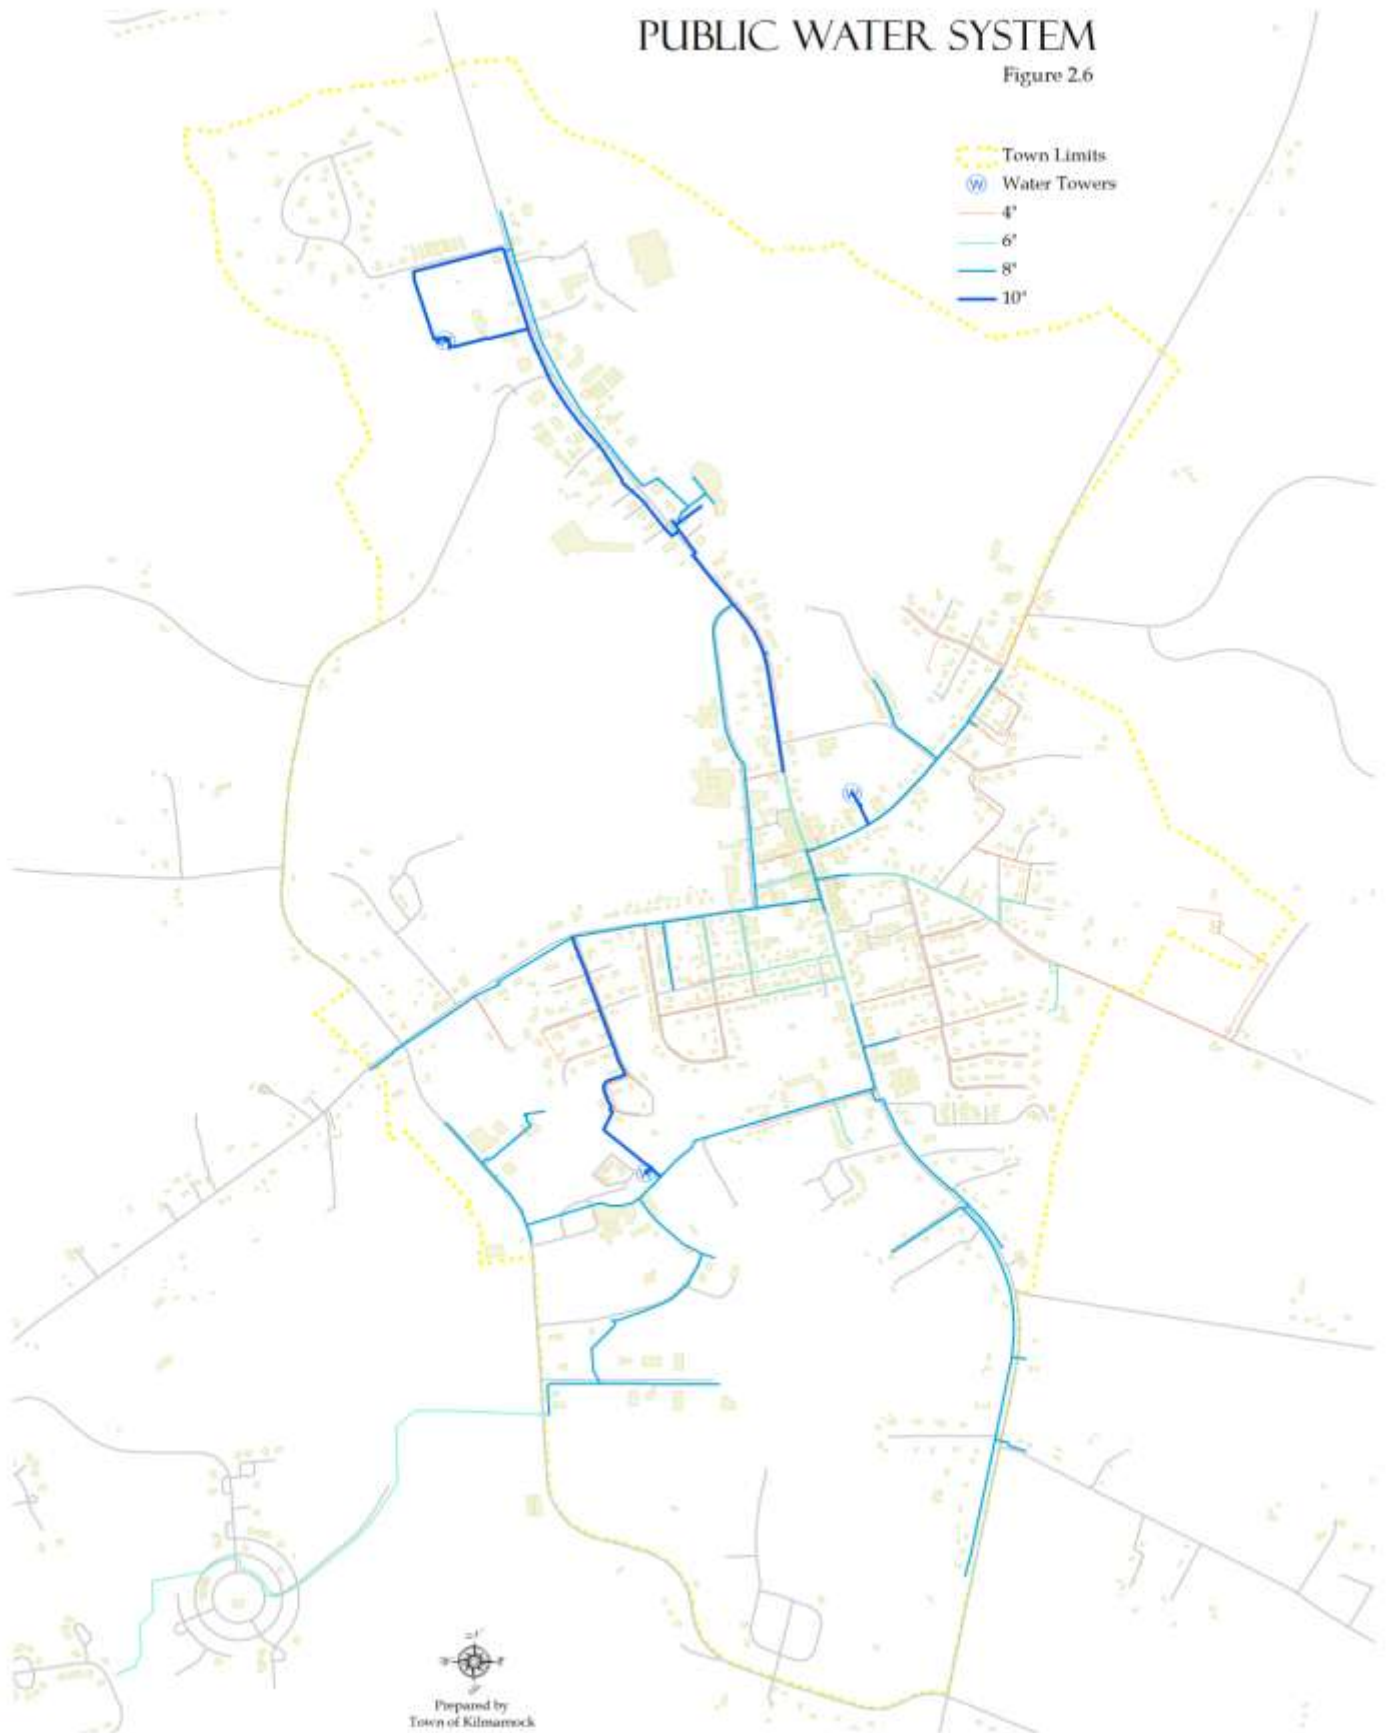 PUBLIC WATER SYSTEM
Figure 2.6
Town Limits
W Water Towers
4"
6"
8"
10"
W
W
W
Prepared by
Town of Kilmarnock